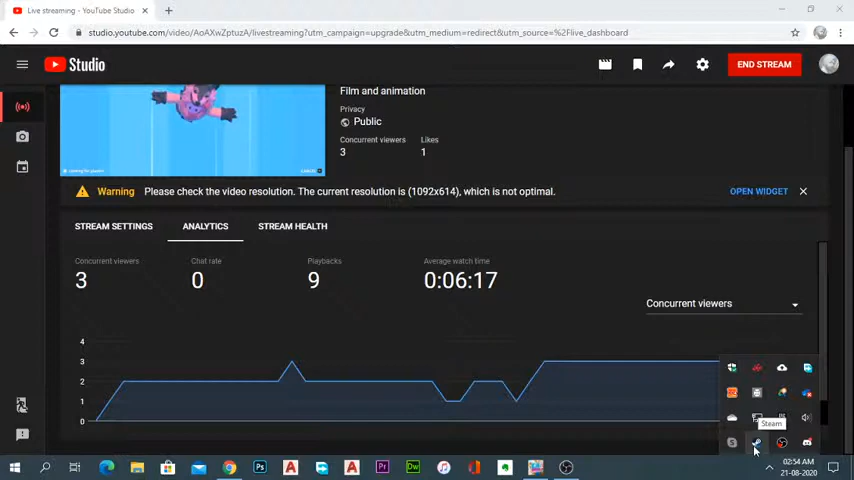 Live streaming - YouTube Studio
studio.youtube.com/video/AoAXwZptuzA/livestreaming?utm_campaign=upgrade&utm_medium=redirect&utm_source=%2Flive_dashboard
Studio
END STREAM
Film and animation
Privacy
Public
Concurrent viewers Likes
3 1
Warning Please check the video resolution. The current resolution is (1092x614), which is not optimal. OPEN WIDGET
STREAM SETTINGS ANALYTICS STREAM HEALTH
Concurrent viewers Chat rate Playbacks Average watch time
3 0 9 0:06:17
Concurrent viewers
4
3
2
1
0
Steam
Ps A A Pr Dw
02:54 AM
21-08-2020